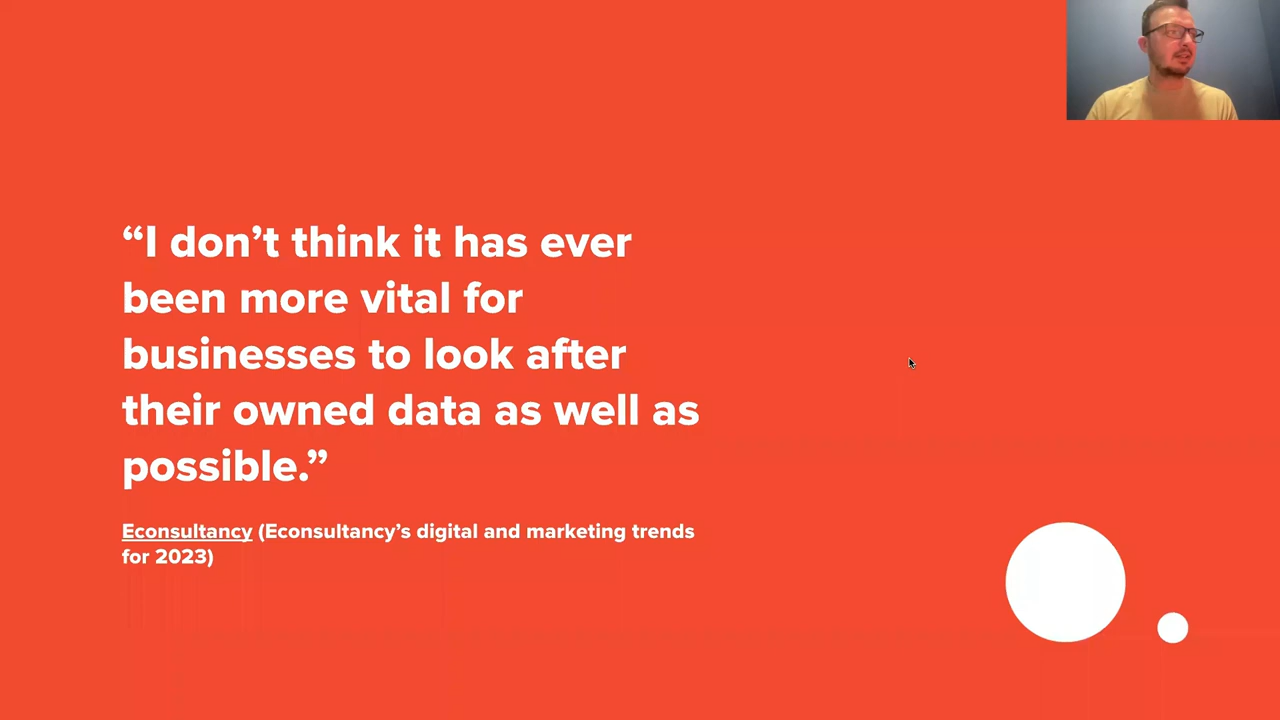 “I don’t think it has ever
been more vital for
businesses to look after
their owned data as well as
possible.”
Econsultancy (Econsultancy’s digital and marketing trends
for 2023)